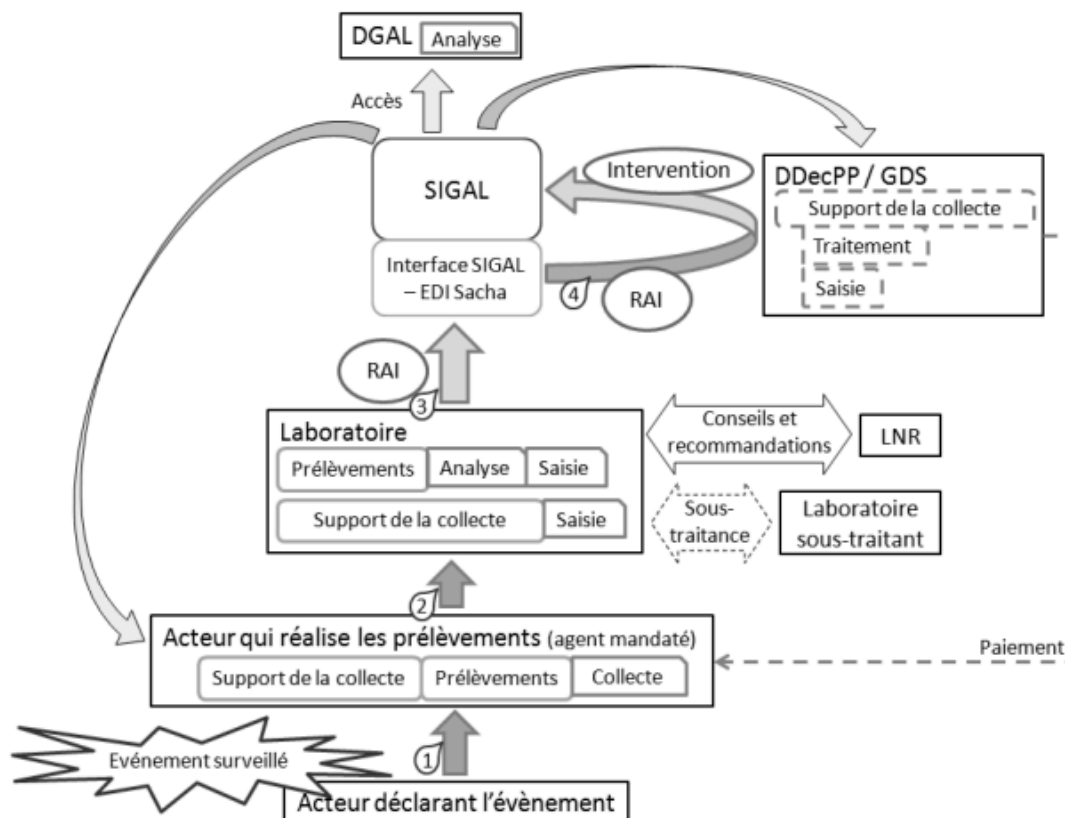 DGAL
Analyse
Accès
SIGAL
Intervention
DDecPP / GDS
Support de la collecte
Traitement
Saisie
Interface SIGAL
– EDI Sacha
4
RAI
RAI
3
Laboratoire
Prélèvements
Analyse
Saisie
Support de la collecte
Saisie
Conseils et
recommandations
LNR
Sous-
traitance
Laboratoire
sous-traitant
2
Acteur qui réalise les prélèvements (agent mandaté)
Support de la collecte
Prélèvements
Collecte
Paiement
Evénement surveillé
1
Acteur déclarant l'évènement